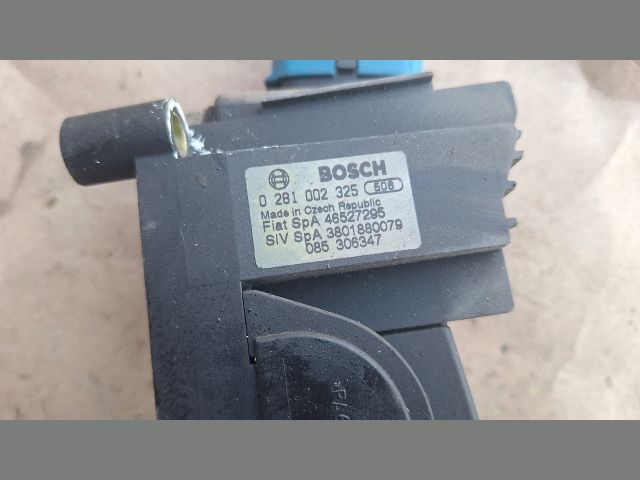 BOSCH
0 281 002 325 506
Made in Czech Republic
Fiat SpA 46527295
SIV SpA 3801880079
085 306347